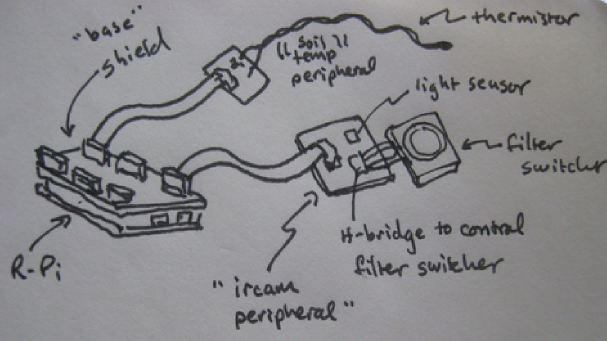 "base"
shield
"soil"
temp
peripheral
thermistor
light sensor
filter
switcher
H-bridge to control
filter switcher
R-Pi
"ircam
peripheral"